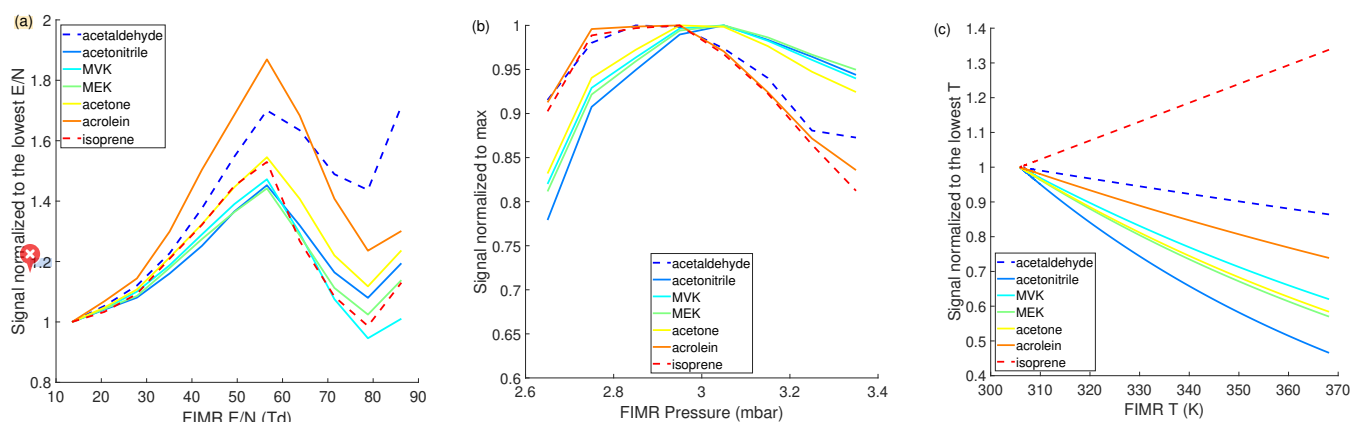 (a)
Signal normalized to the lowest E/N
2
1.8
1.6
1.4
1.2
1
0.8
acetaldehyde
acetonitrile
MVK
MEK
acetone
acrolein
isoprene
10 20 30 40 50 60 70 80 90
FIMR E/N (Td)
(b)
Signal normalized to max
1
0.95
0.9
0.85
0.8
0.75
0.7
0.65
0.6
acetaldehyde
acetonitrile
MVK
MEK
acetone
acrolein
isoprene
2.6 2.8 3 3.2 3.4
FIMR Pressure (mbar)
(c)
Signal normalized to the lowest T
1.4
1.3
1.2
1.1
1
0.9
0.8
0.7
0.6
0.5
0.4
acetaldehyde
acetonitrile
MVK
MEK
acetone
acrolein
isoprene
300 310 320 330 340 350 360 370
FIMR T (K)